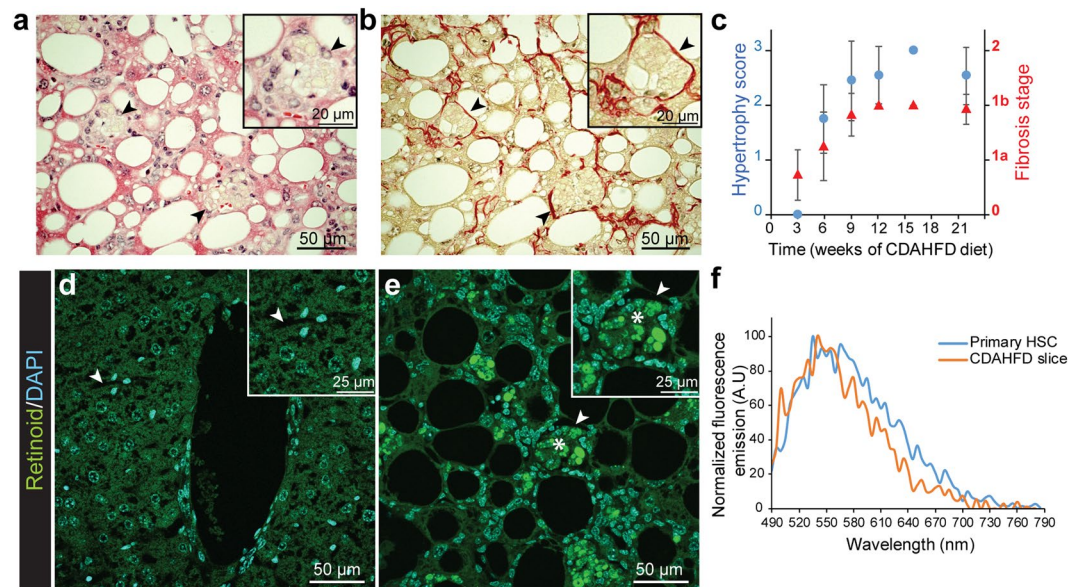 a
20 µm
50 µm
b
20 µm
50 µm
c
Hypertrophy score
3
2
1
0
2
1b
1a
0
Fibrosis stage
0 3 6 9 12 15 18 21
Time (weeks of CDAHFD diet)
Retinoid/DAPI
d
25 µm
50 µm
e
*
*
25 µm
50 µm
f
Primary HSC
CDAHFD slice
Normalized fluorescence
emission (A.U)
100
80
60
40
20
0
490 520 550 580 610 640 670 700 730 760 790
Wavelength (nm)